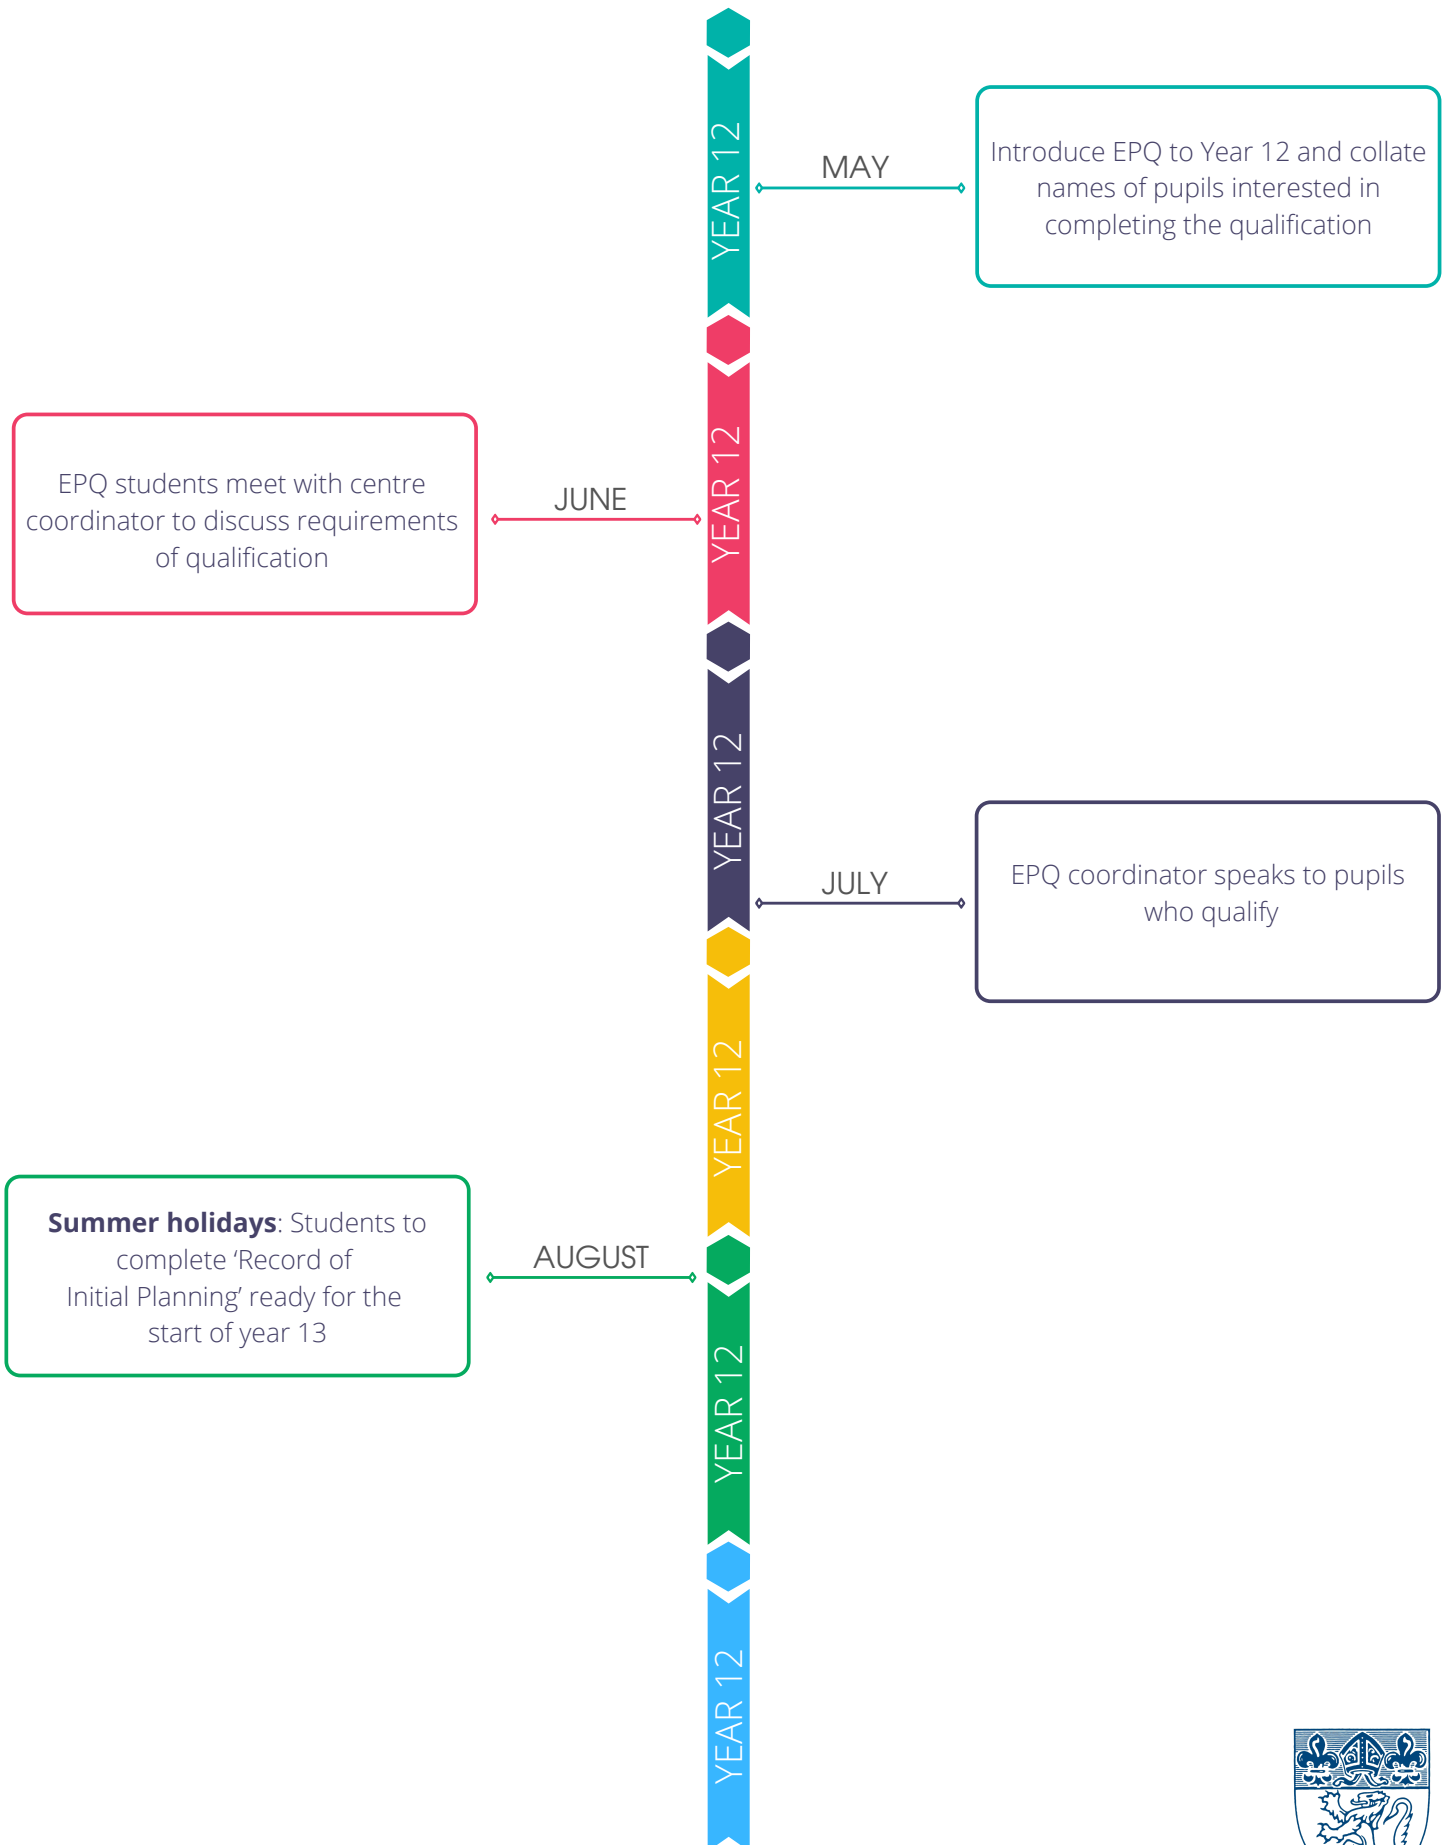 YEAR 12
MAY
Introduce EPQ to Year 12 and collate
names of pupils interested in
completing the qualification
YEAR 12
JUNE
EPQ students meet with centre
coordinator to discuss requirements
of qualification
YEAR 12
JULY
EPQ coordinator speaks to pupils
who qualify
YEAR 12
AUGUST
Summer holidays: Students to
complete ‘Record of
Initial Planning’ ready for the
start of year 13
YEAR 12
YEAR 12